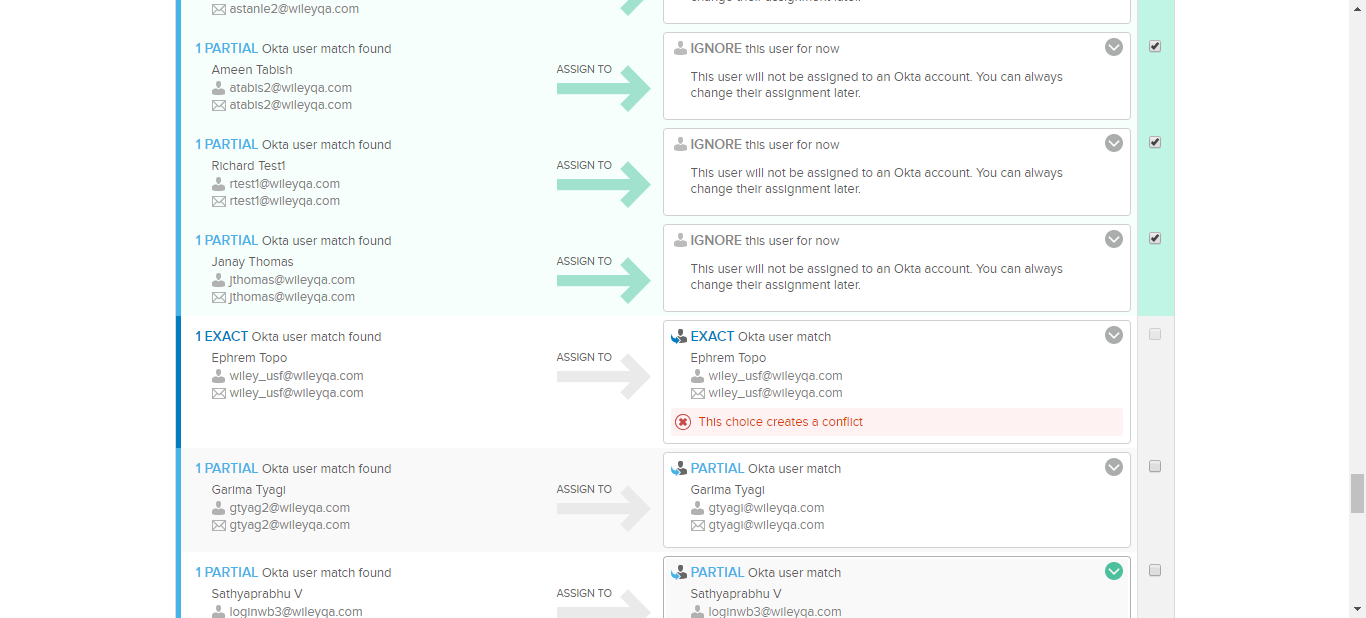 astanle2@wileyqa.com
change their assignment later.
1 PARTIAL Okta user match found
Ameen Tabish
atabis2@wileyqa.com
atabis2@wileyqa.com
ASSIGN TO
IGNORE this user for now
This user will not be assigned to an Okta account. You can always
change their assignment later.
1 PARTIAL Okta user match found
Richard Test1
rtest1@wileyqa.com
rtest1@wileyqa.com
ASSIGN TO
IGNORE this user for now
This user will not be assigned to an Okta account. You can always
change their assignment later.
1 PARTIAL Okta user match found
Janay Thomas
jthomas@wileyqa.com
jthomas@wileyqa.com
ASSIGN TO
IGNORE this user for now
This user will not be assigned to an Okta account. You can always
change their assignment later.
1 EXACT Okta user match found
Ephrem Topo
wiley_usf@wileyqa.com
wiley_usf@wileyqa.com
ASSIGN TO
EXACT Okta user match
Ephrem Topo
wiley_usf@wileyqa.com
wiley_usf@wileyqa.com
This choice creates a conflict
1 PARTIAL Okta user match found
Garima Tyagi
gtyag2@wileyqa.com
gtyag2@wileyqa.com
ASSIGN TO
PARTIAL Okta user match
Garima Tyagi
gtyagi@wileyqa.com
gtyagi@wileyqa.com
1 PARTIAL Okta user match found
Sathyaprabhu V
loginwb3@wileyqa.com
ASSIGN TO
PARTIAL Okta user match
Sathyaprabhu V
loginwb3@wileyqa.com